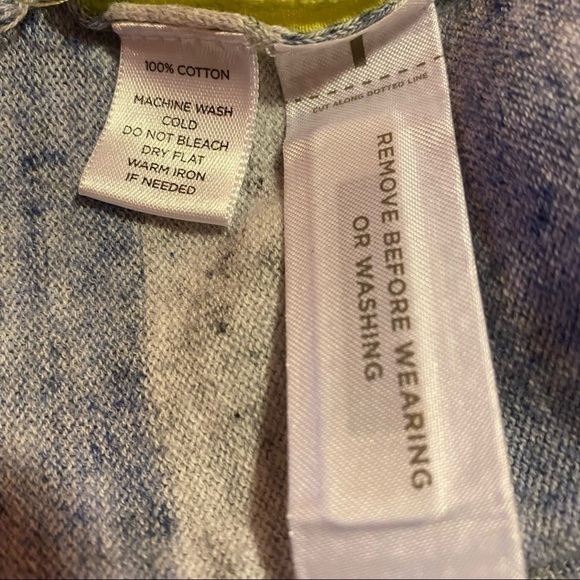 100% COTTON
MACHINE WASH
COLD
DO NOT BLEACH
DRY FLAT
WARM IRON
IF NEEDED
CUT ALONG DOTTED LINE
REMOVE BEFORE WEARING
OR WASHING